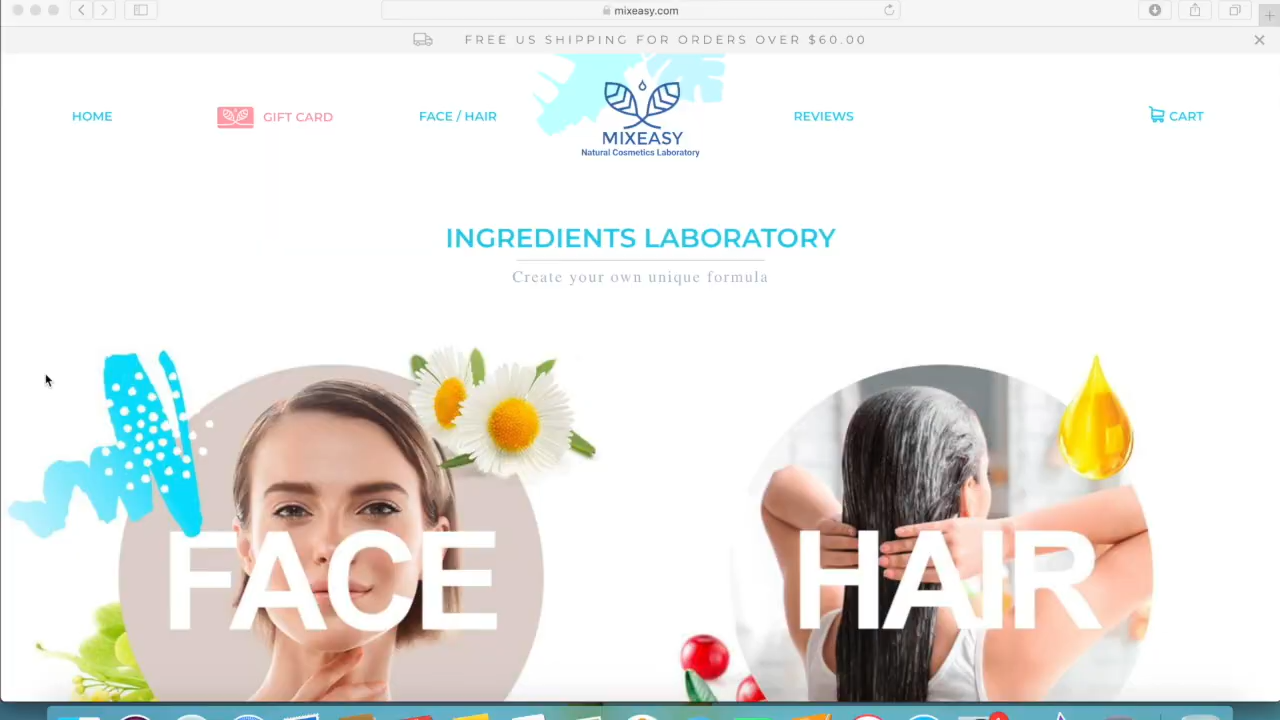 mixeasy.com
FREE US SHIPPING FOR ORDERS OVER $60.00
HOME
GIFT CARD
FACE / HAIR
MIXEASY
Natural Cosmetics Laboratory
REVIEWS
CART
INGREDIENTS LABORATORY
Create your own unique formula
FACE
HAIR